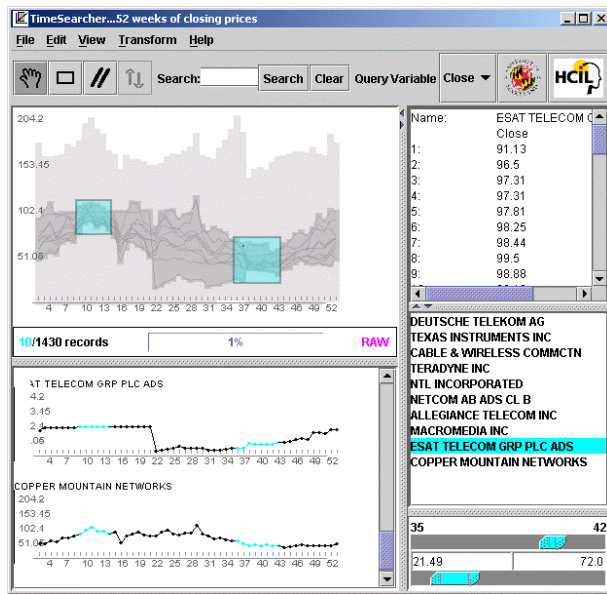 TimeSearcher...52 weeks of closing prices
File Edit View Transform Help
Search: Search Clear Query Variable Close HCIL
204.2
153.45
102.4
51.06
4 7 10 13 16 19 22 25 28 31 34 37 40 43 46 49 52
10/1430 records 1% RAW
AT TELECOM GRP PLC ADS
4.2
3.45
2.4
.06
4 7 10 13 16 19 22 25 28 31 34 37 40 43 46 49 52
COPPER MOUNTAIN NETWORKS
204.2
153.45
102.4
51.06
4 7 10 13 16 19 22 25 28 31 34 37 40 43 46 49 52
Name: ESAT TELECOM G
Close
1: 91.13
2: 96.5
3: 97.31
4: 97.31
5: 97.81
6: 98.25
7: 98.44
8: 99.5
9: 98.88
DEUTSCHE TELEKOM AG
TEXAS INSTRUMENTS INC
CABLE & WIRELESS COMMCTN
TERADYNE INC
NTL INCORPORATED
NETCOM AB ADS CL B
ALLEGIANCE TELECOM INC
MACROMEDIA INC
ESAT TELECOM GRP PLC ADS
COPPER MOUNTAIN NETWORKS
35 42
21.49 72.0